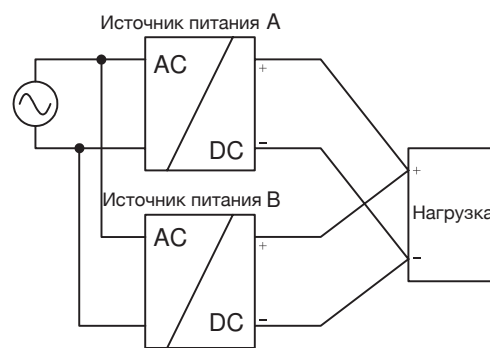 Источник питания A
AC
+
DC
−
+
Нагрузка
−
Источник питания B
AC
+
DC
−